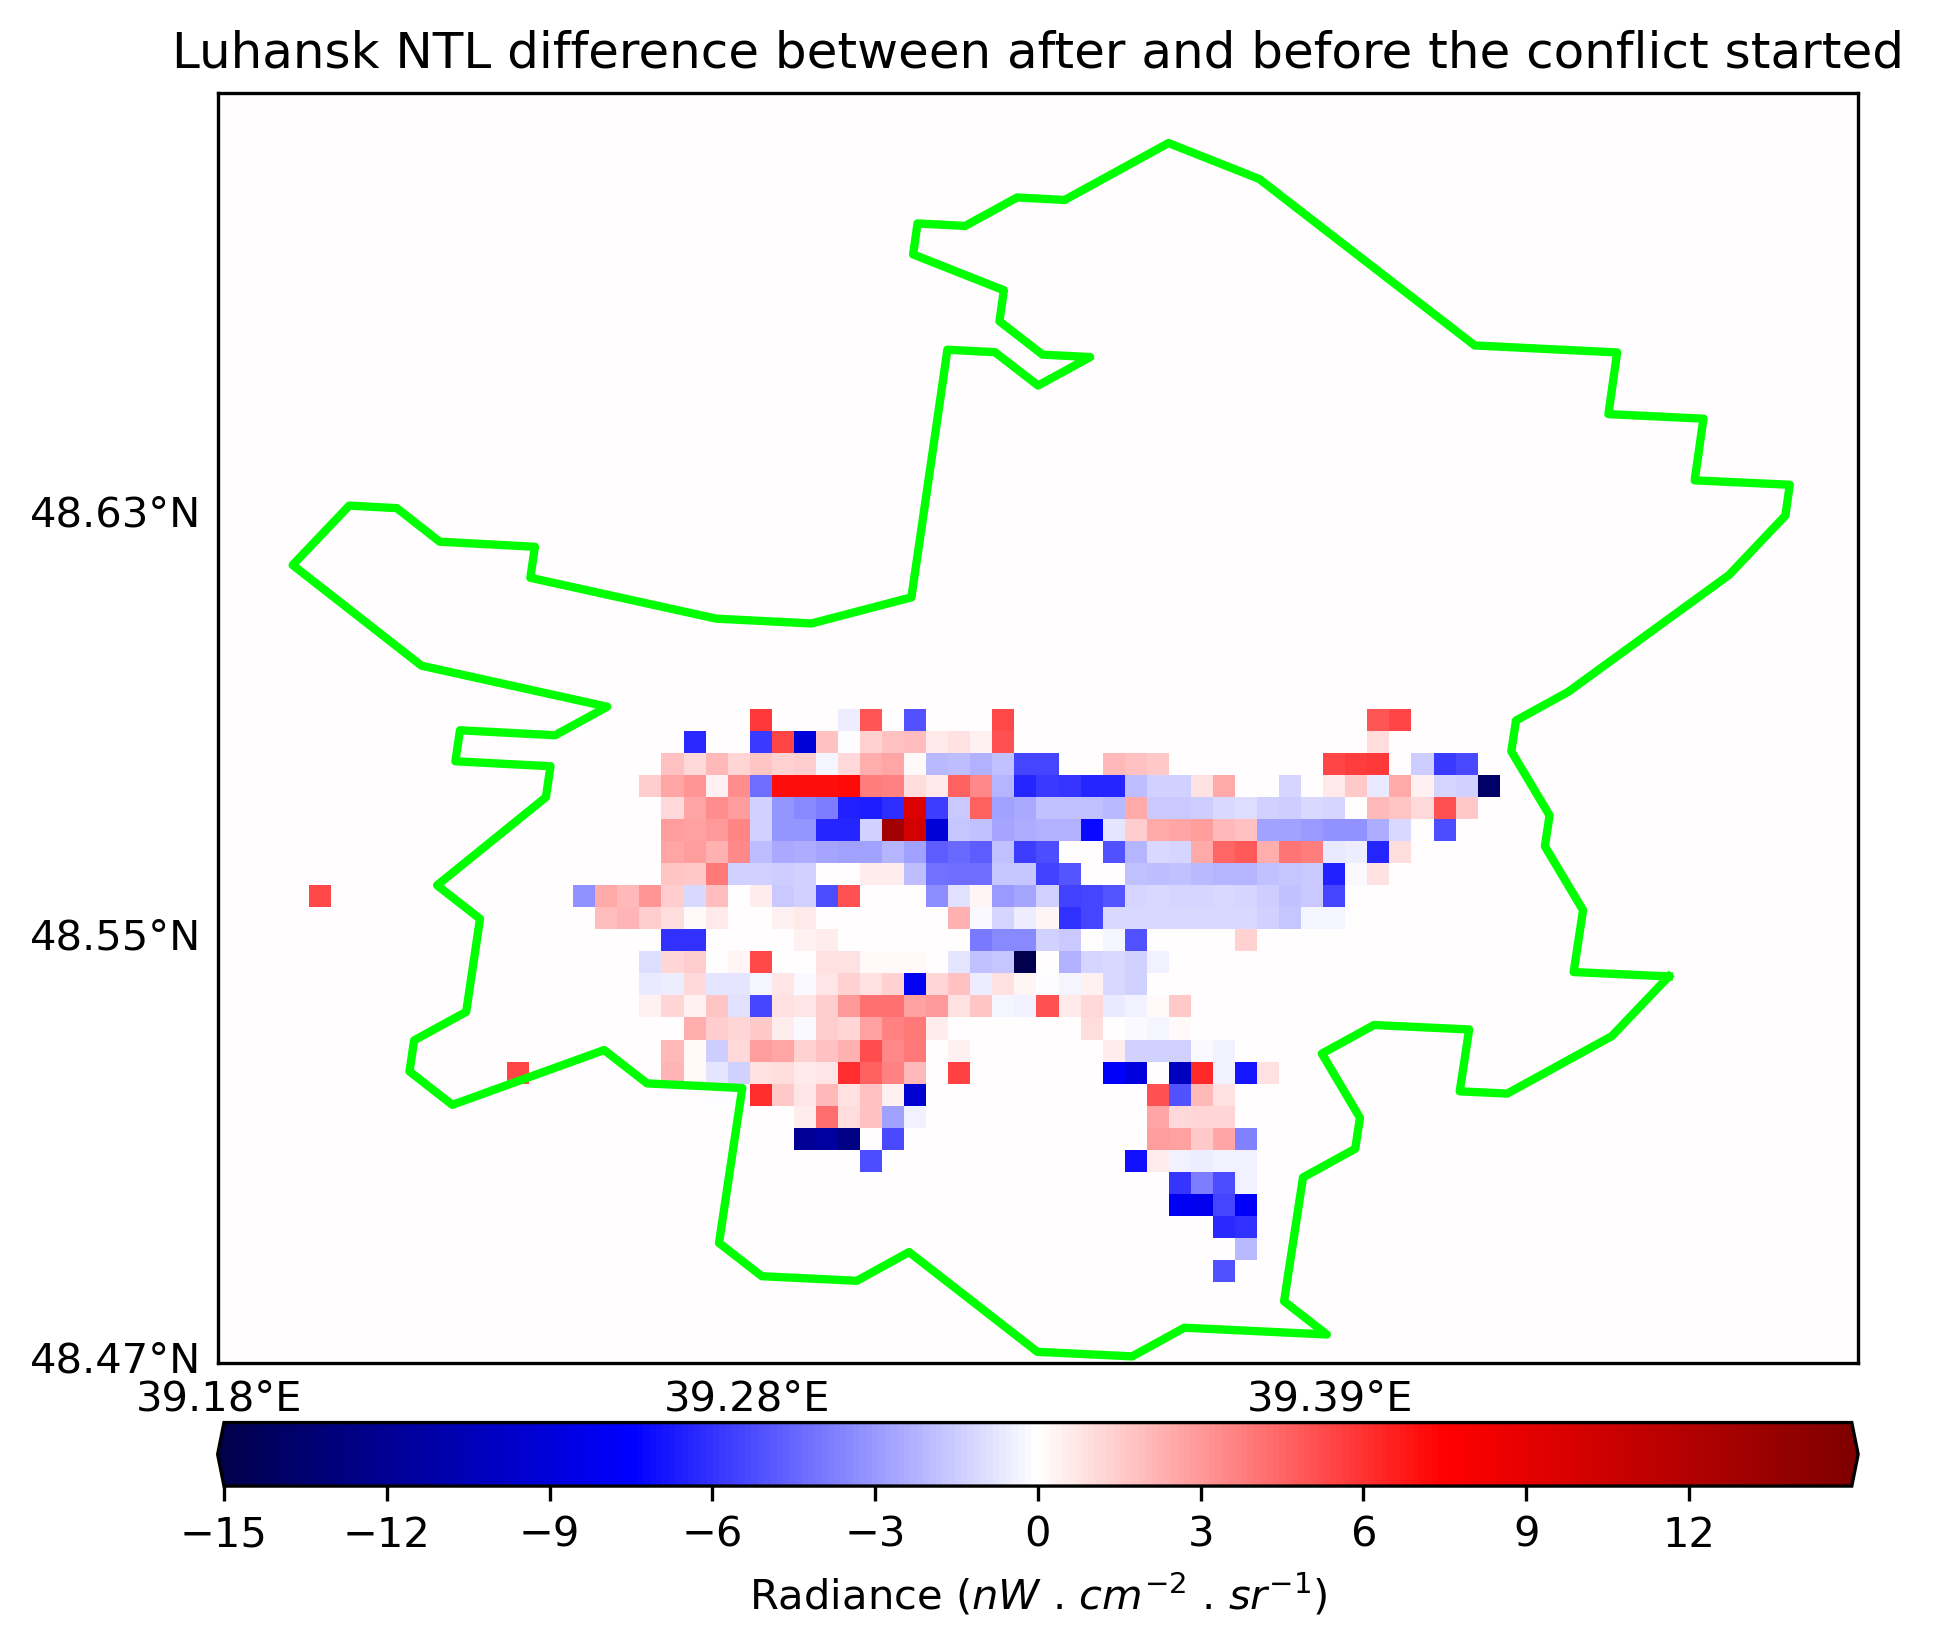 Luhansk NTL difference between after and before the conflict started
48.63°N
48.55°N
48.47°N
39.18°E 39.28°E 39.39°E
−15 −12 −9 −6 −3 0 3 6 9 12
Radiance (nW . cm⁻² . sr⁻¹)